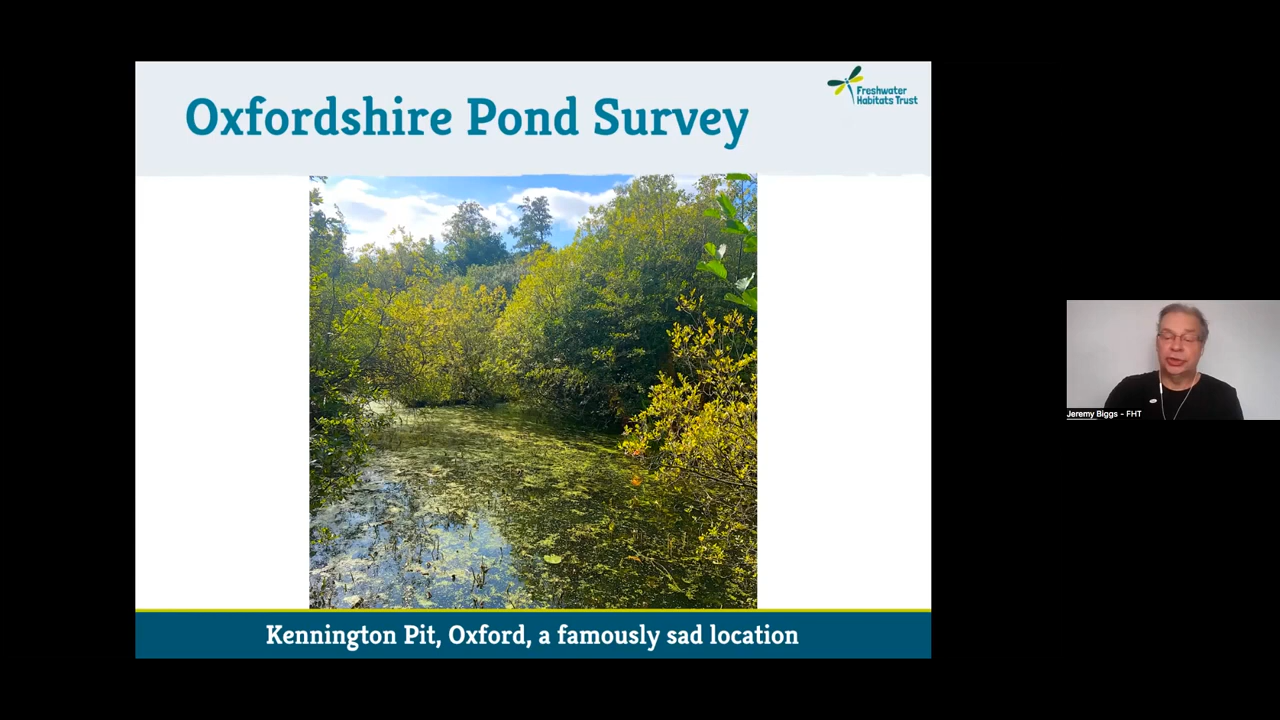 Oxfordshire Pond Survey
Freshwater
Habitats Trust
Jeremy Biggs - FHT
Kennington Pit, Oxford, a famously sad location